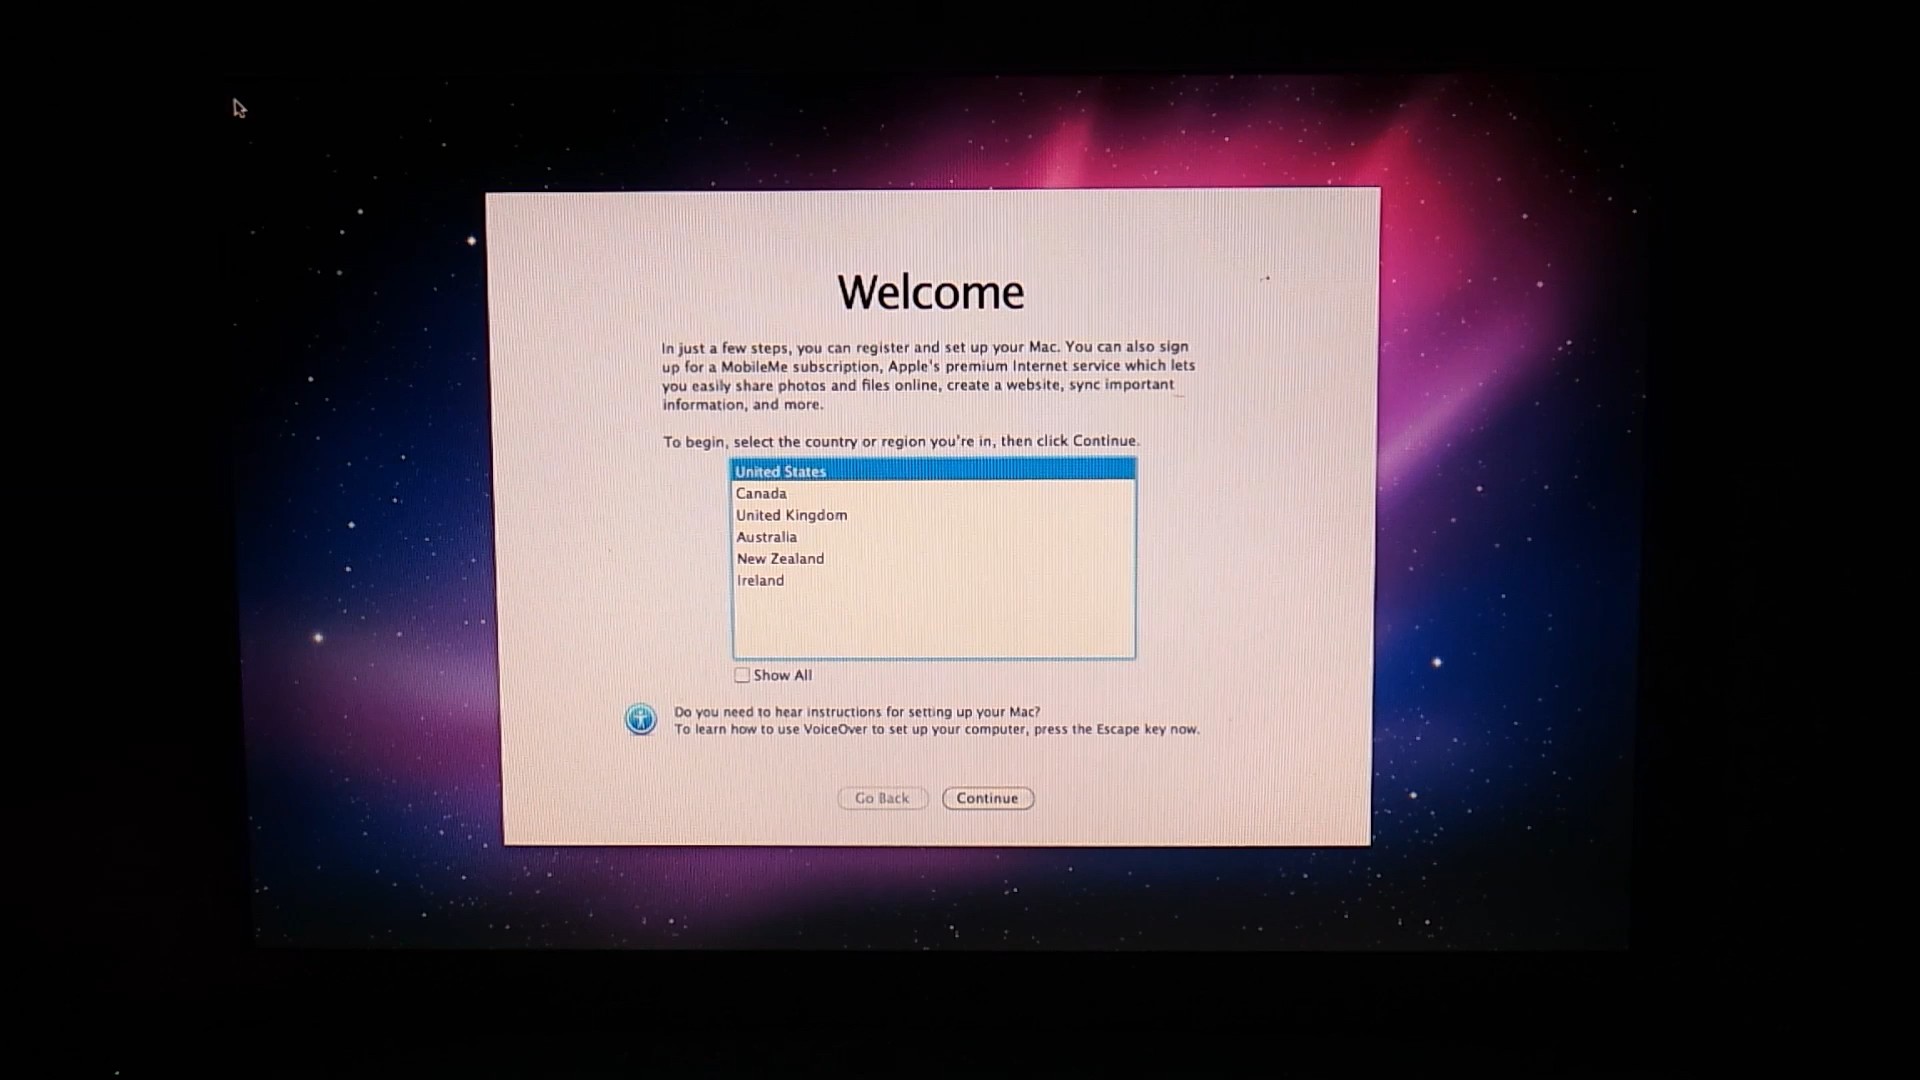 Welcome
In just a few steps, you can register and set up your Mac. You can also sign
up for a MobileMe subscription, Apple's premium Internet service which lets
you easily share photos and files online, create a website, sync important
information, and more.
To begin, select the country or region you're in, then click Continue.
United States
Canada
United Kingdom
Australia
New Zealand
Ireland
Show All
Do you need to hear instructions for setting up your Mac?
To learn how to use VoiceOver to set up your computer, press the Escape key now.
Go Back
Continue